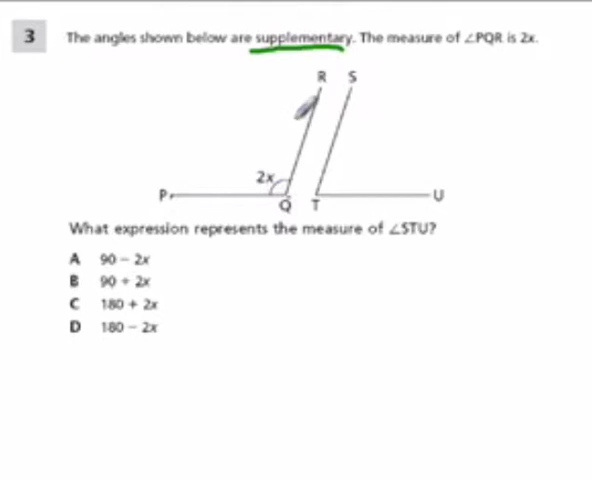 3 The angles shown below are supplementary. The measure of ∠PQR is 2x.
R S
2x
P Q T U
What expression represents the measure of ∠STU?
A 90 − 2x
B 90 + 2x
C 180 + 2x
D 180 − 2x